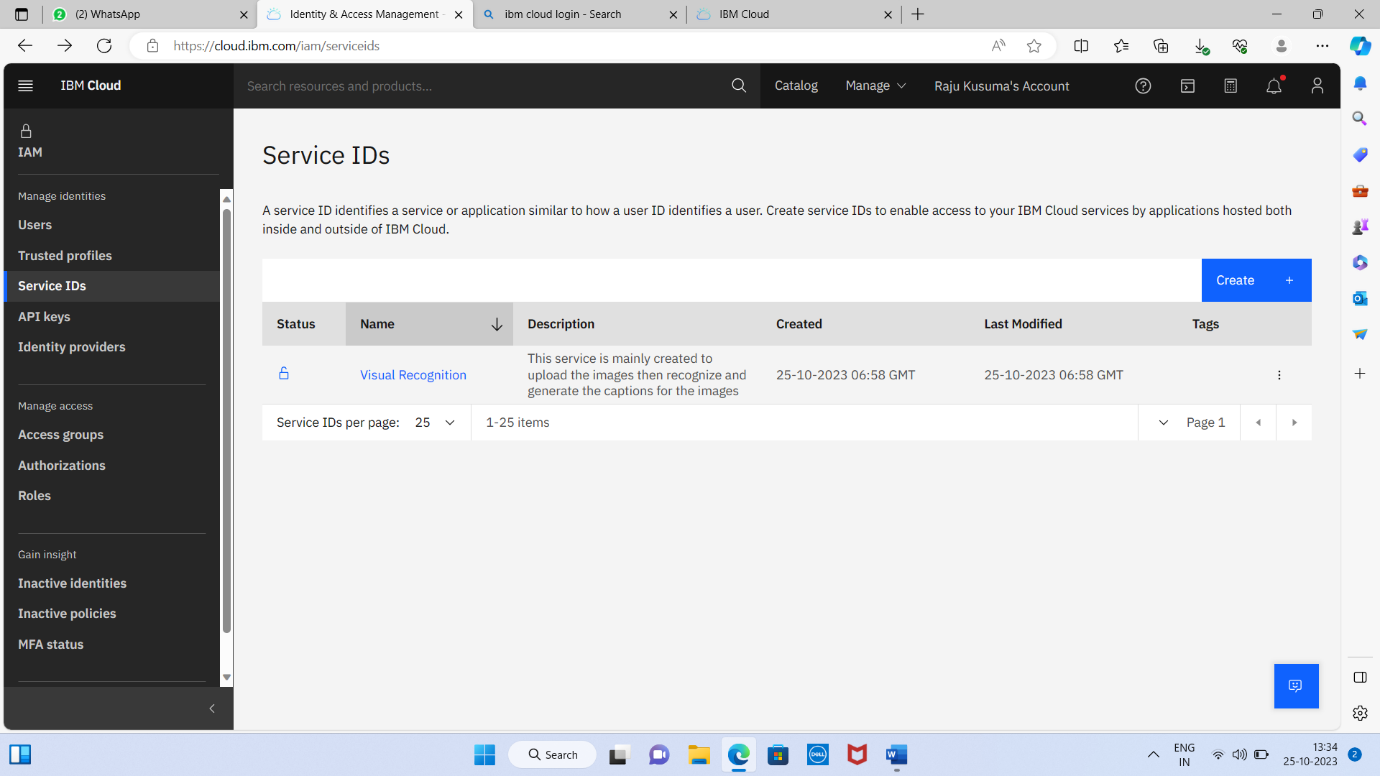 (2) WhatsApp
Identity & Access Management -
ibm cloud login - Search
IBM Cloud
https://cloud.ibm.com/iam/serviceids
IBM Cloud
Search resources and products...
Catalog
Manage
Raju Kusuma's Account
IAM
Manage identities
Users
Trusted profiles
Service IDs
API keys
Identity providers
Manage access
Access groups
Authorizations
Roles
Gain insight
Inactive identities
Inactive policies
MFA status
Service IDs
A service ID identifies a service or application similar to how a user ID identifies a user. Create service IDs to enable access to your IBM Cloud services by applications hosted both
inside and outside of IBM Cloud.
Create +
Status Name Description Created Last Modified Tags
Visual Recognition
This service is mainly created to
upload the images then recognize and
generate the captions for the images
25-10-2023 06:58 GMT
25-10-2023 06:58 GMT
Service IDs per page: 25
1-25 items
Page 1
Search
DELL
ENG
IN
13:34
25-10-2023
2